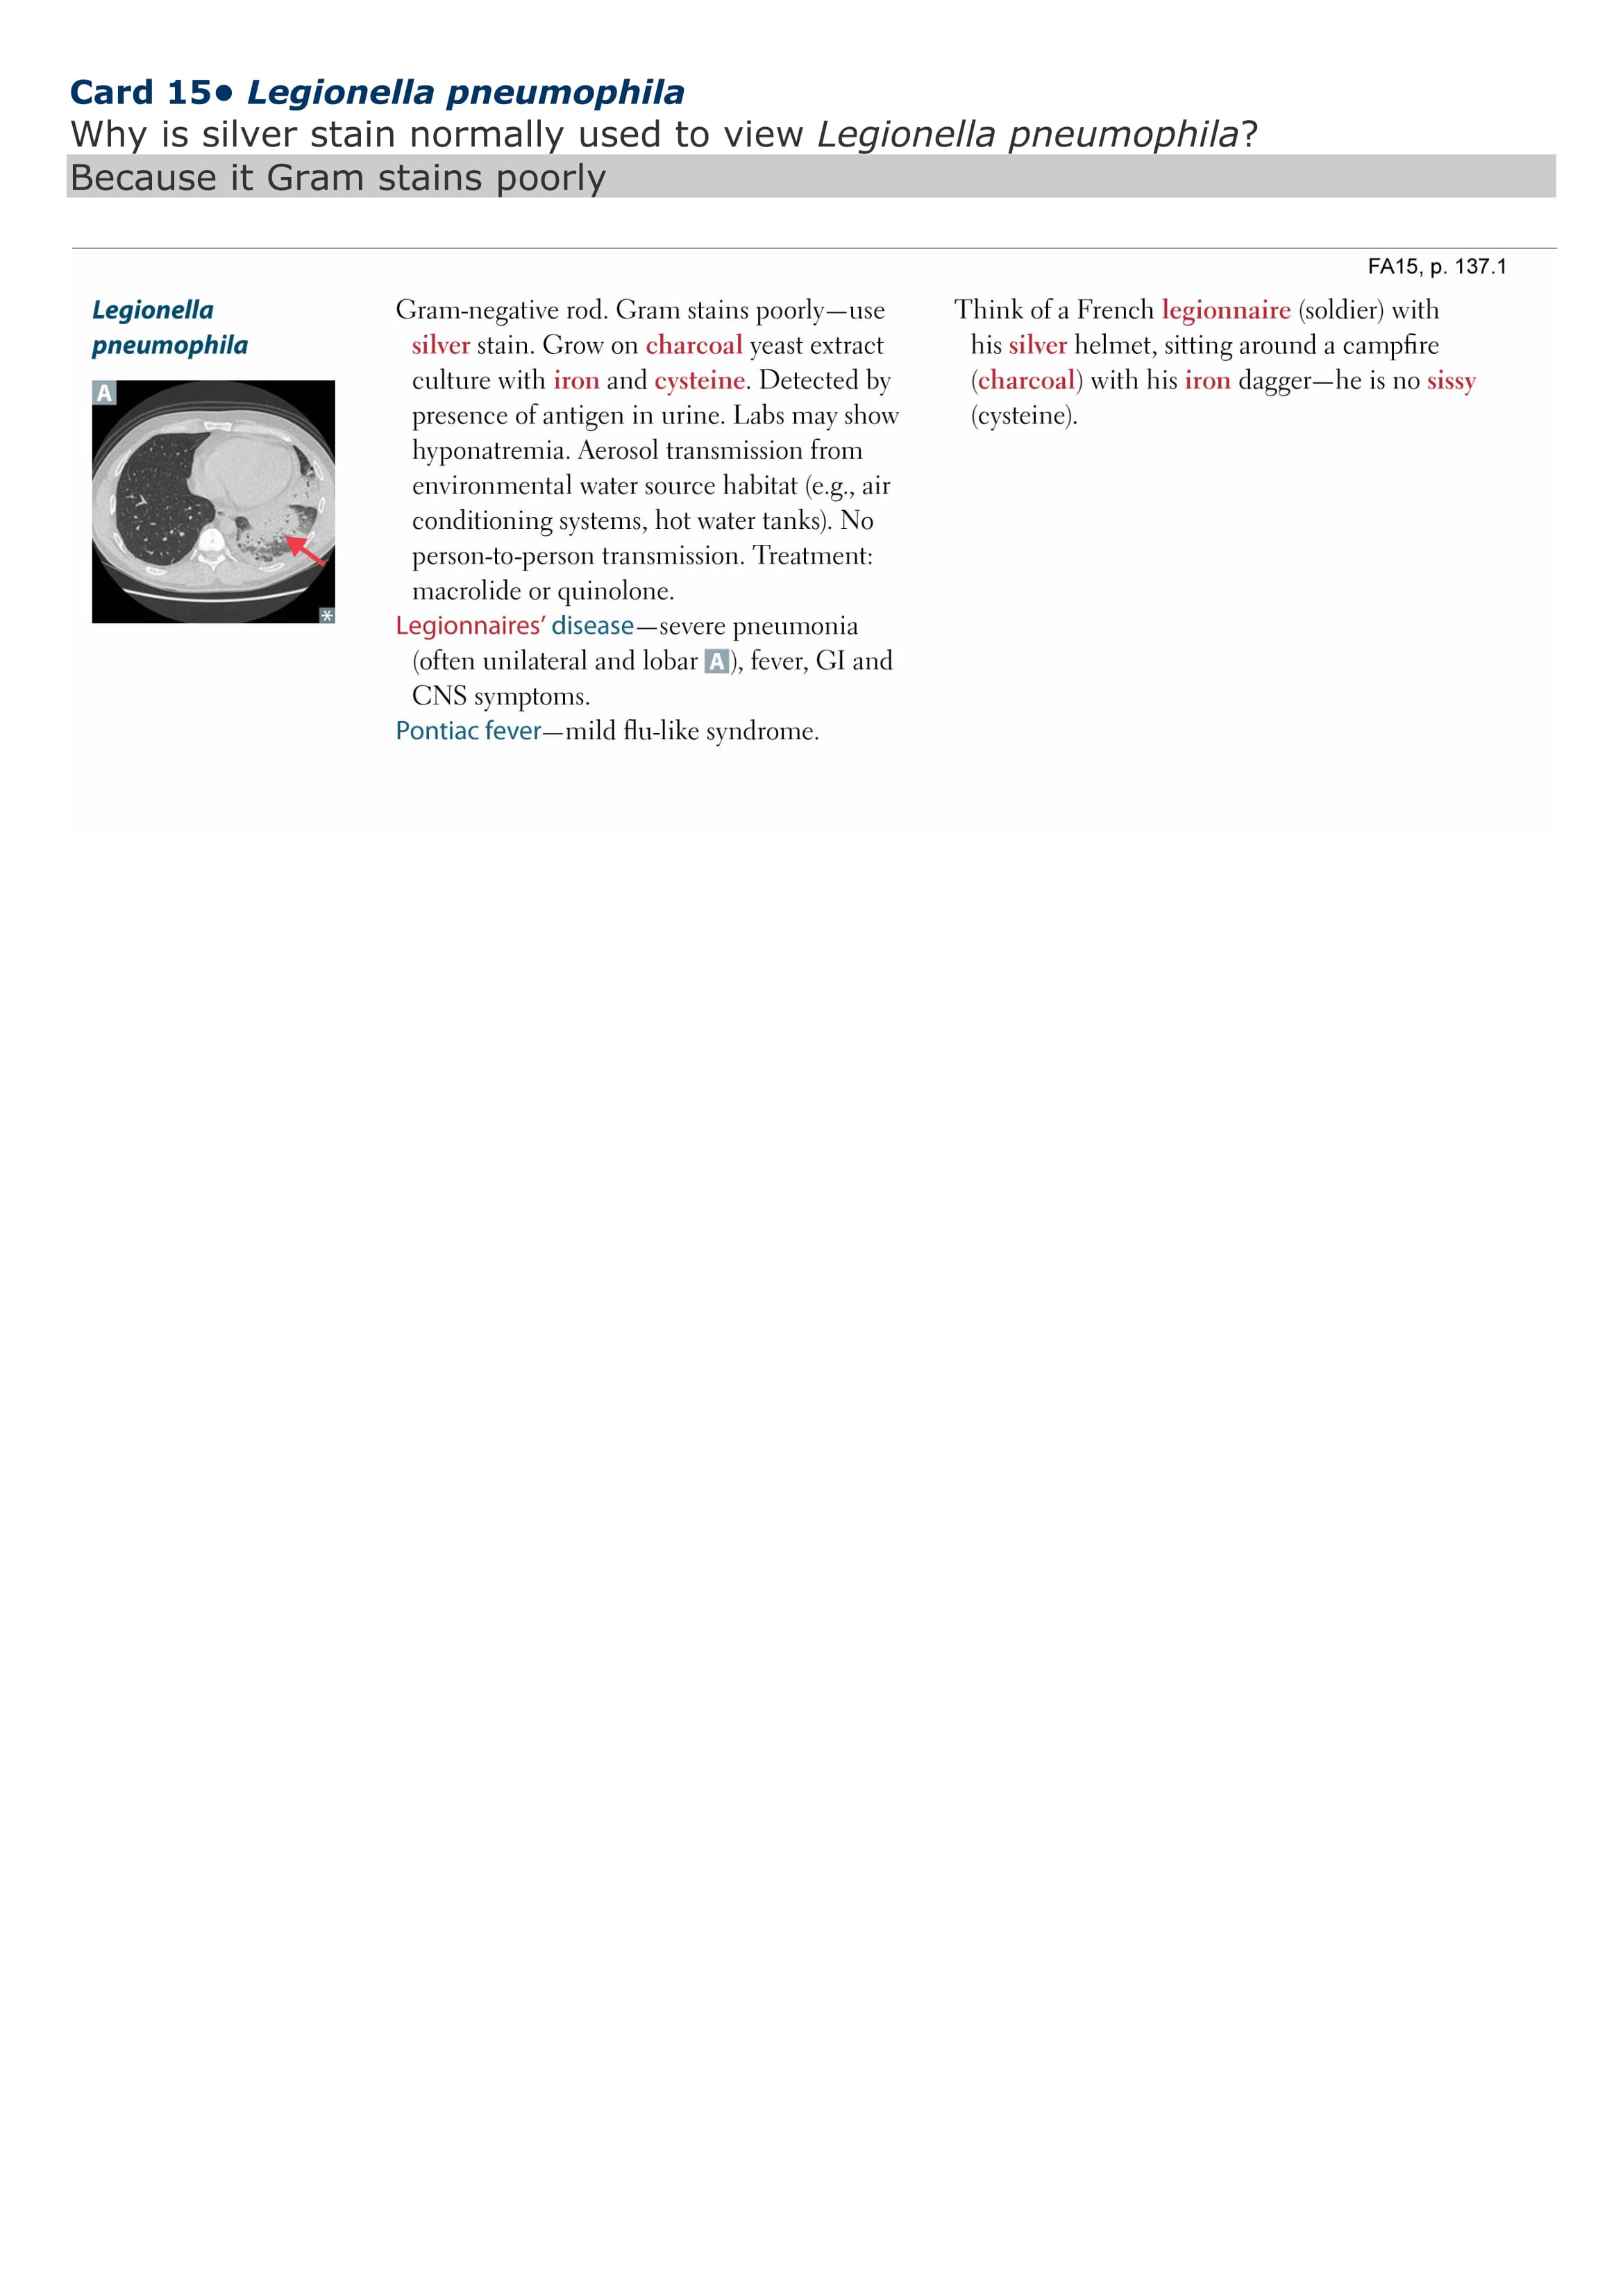 Card 15• Legionella pneumophila
Why is silver stain normally used to view Legionella pneumophila?
Because it Gram stains poorly
FA15, p. 137.1
Legionella
pneumophila
A
Gram-negative rod. Gram stains poorly—use
silver stain. Grow on charcoal yeast extract
culture with iron and cysteine. Detected by
presence of antigen in urine. Labs may show
hyponatremia. Aerosol transmission from
environmental water source habitat (e.g., air
conditioning systems, hot water tanks). No
person-to-person transmission. Treatment:
macrolide or quinolone.
Legionnaires’ disease—severe pneumonia
(often unilateral and lobar A), fever, GI and
CNS symptoms.
Pontiac fever—mild flu-like syndrome.
Think of a French legionnaire (soldier) with
his silver helmet, sitting around a campfire
(charcoal) with his iron dagger—he is no sissy
(cysteine).